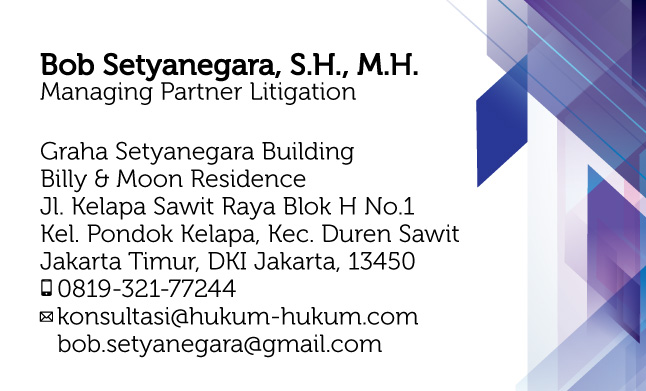 Bob Setyanegara, S.H., M.H.
Managing Partner Litigation
Graha Setyanegara Building
Billy & Moon Residence
Jl. Kelapa Sawit Raya Blok H No.1
Kel. Pondok Kelapa, Kec. Duren Sawit
Jakarta Timur, DKI Jakarta, 13450
0819-321-77244
konsultasi@hukum-hukum.com
bob.setyanegara@gmail.com